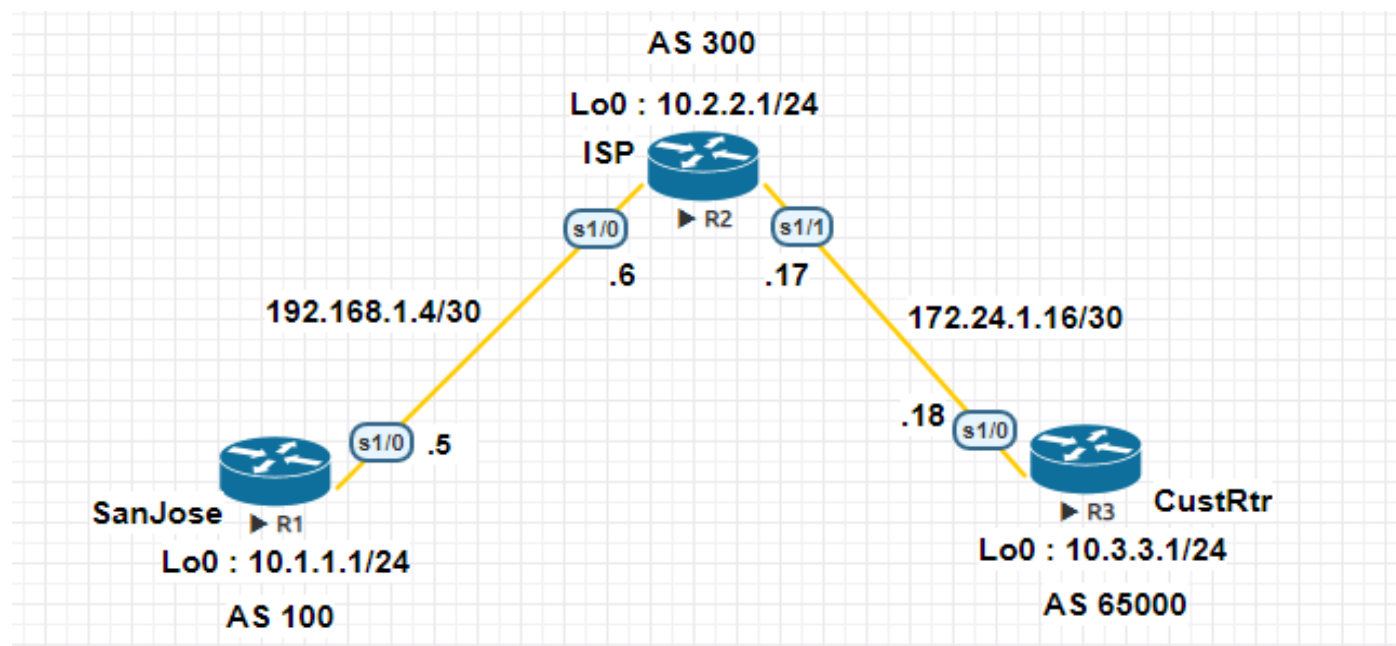 AS 300
Lo0 : 10.2.2.1/24
ISP
R2
s1/0
s1/1
.6
.17
192.168.1.4/30
172.24.1.16/30
.18
s1/0
s1/0
.5
SanJose
R1
CustRtr
R3
Lo0 : 10.1.1.1/24
Lo0 : 10.3.3.1/24
AS 100
AS 65000